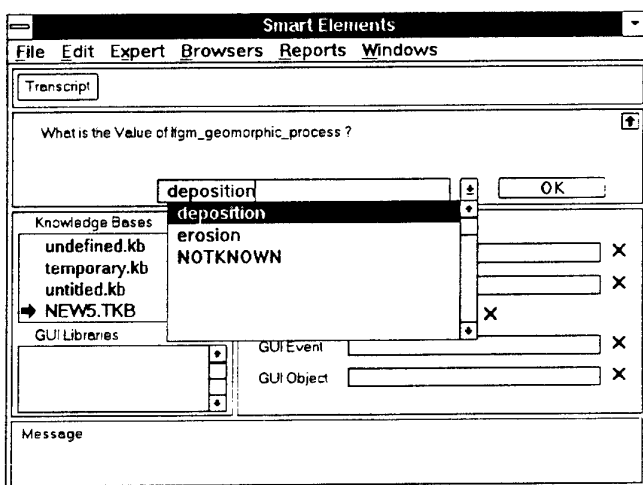 Smart Elements
File Edit Expert Browsers Reports Windows
Transcript
What is the Value of lfgm_geomorphic_process ?
deposition
OK
deposition
erosion
NOTKNOWN
Knowledge Bases
undefined.kb
temporary.kb
untitled.kb
NEW5.TKB
GUI Libraries
GUI Event
GUI Object
Message